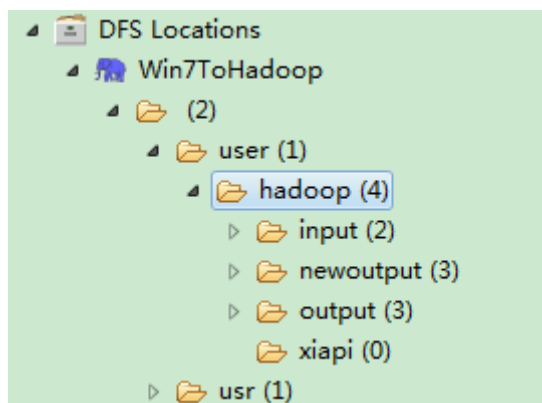 DFS Locations
Win7ToHadoop
(2)
user (1)
hadoop (4)
input (2)
newoutput (3)
output (3)
xiapi (0)
usr (1)